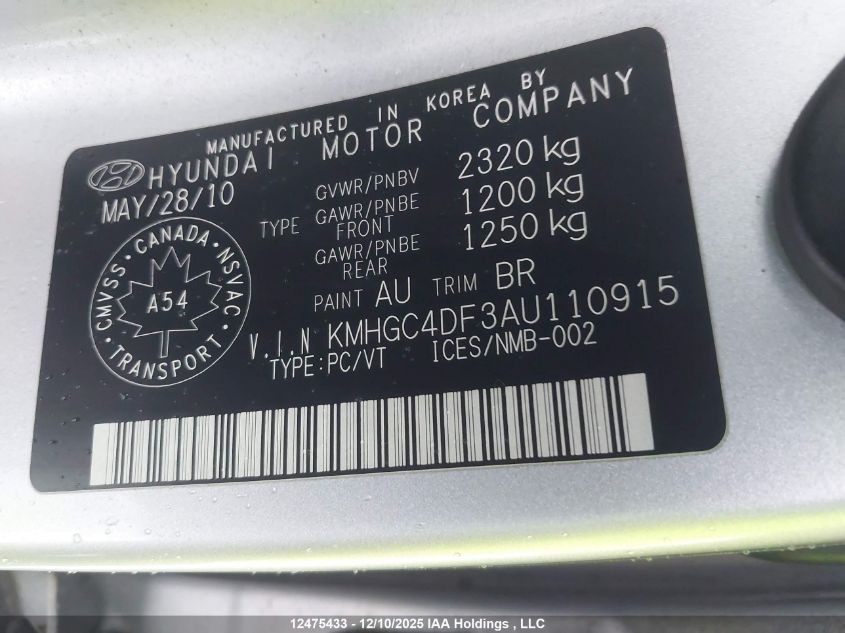 MANUFACTURED IN KOREA BY
HYUNDAI MOTOR COMPANY
MAY/28/10
GVWR/PNBV 2320 kg
TYPE GAWR/PNBE FRONT 1200 kg
GAWR/PNBE REAR 1250 kg
PAINT AU TRIM BR
CMVSS · CANADA · NSVAC · TRANSPORT ·
A54
V.I.N KMHGC4DF3AU110915
TYPE:PC/VT ICES/NMB-002
12475433 - 12/10/2025 IAA Holdings , LLC